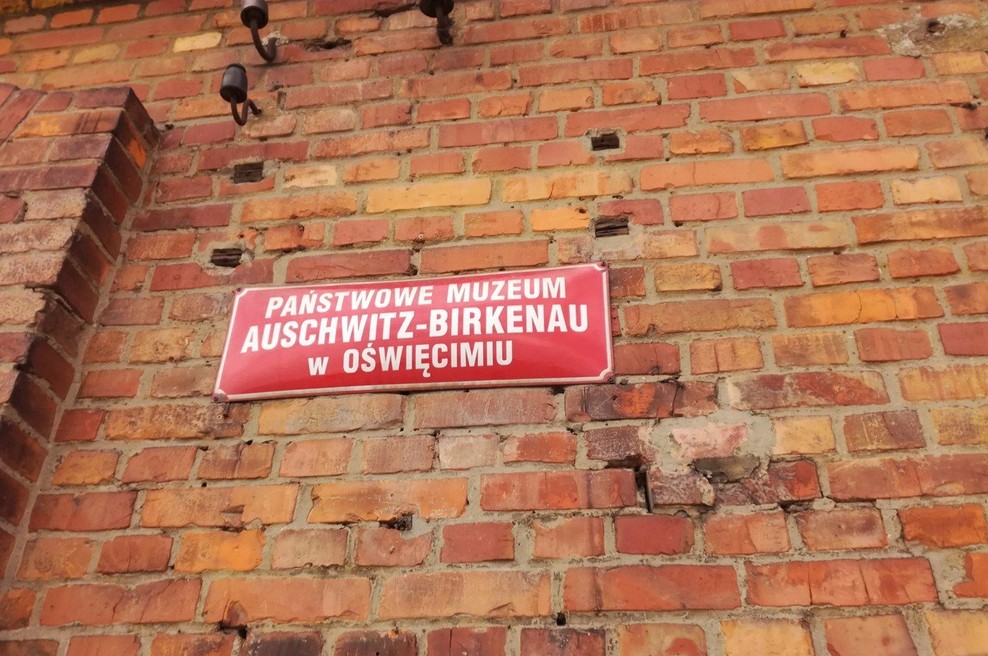 PAŃSTWOWE MUZEUM
AUSCHWITZ-BIRKENAU
w OŚWIĘCIMIU